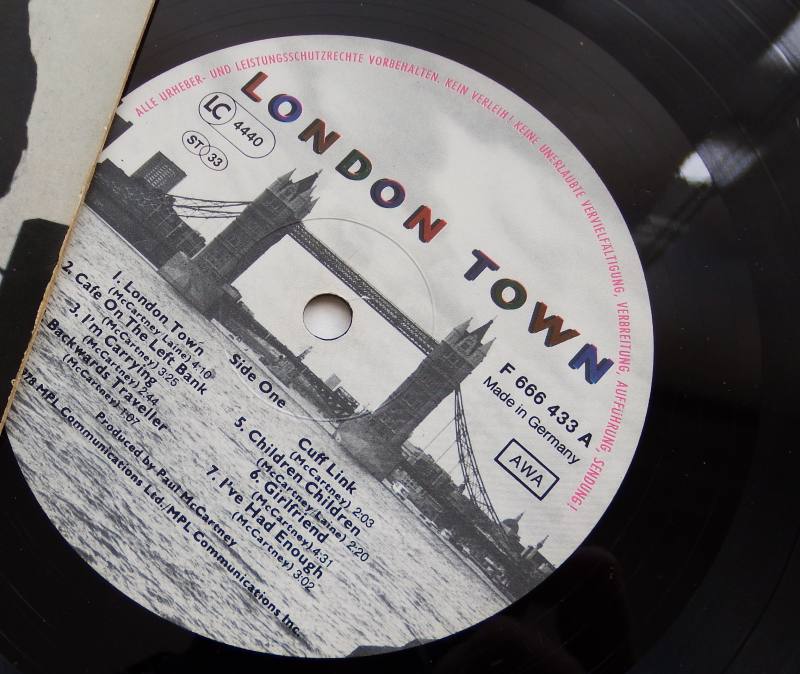 ALLE URHEBER- UND LEISTUNGSSCHUTZRECHTE VORBEHALTEN. KEIN VERLEIH! KEINE UNERLAUBTE VERVIELFÄLTIGUNG, VERBREITUNG, AUFFÜHRUNG, SENDUNG!
LONDON TOWN
LC 4440
ST 33
F 666 433 A
Made in Germany
AWA
Side One
1. London Town
(McCartney Laine) 4:10
2. Cafe On The Left Bank
(McCartney) 3:25
3. I'm Carrying
(McCartney) 2:44
Backwards Traveller
(McCartney) 1:07
Cuff Link
(McCartney) 2:03
5. Children Children
(McCartney/Laine) 2:20
6. Girlfriend
(McCartney) 4:31
7. I've Had Enough
(McCartney) 3:02
Produced by Paul McCartney
78 MPL Communications Ltd./MPL Communications Inc.